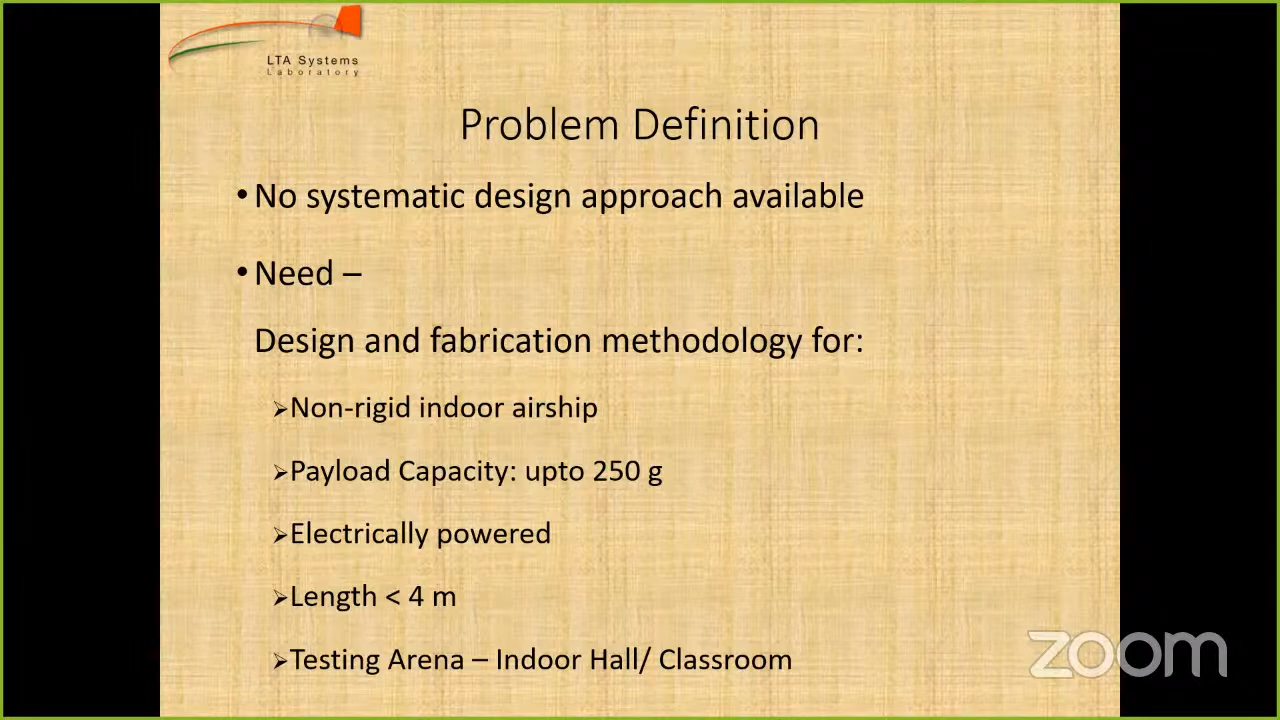 LTA Systems
Laboratory
Problem Definition
• No systematic design approach available
• Need –
Design and fabrication methodology for:
➢Non-rigid indoor airship
➢Payload Capacity: upto 250 g
➢Electrically powered
➢Length < 4 m
➢Testing Arena – Indoor Hall/ Classroom
zoom